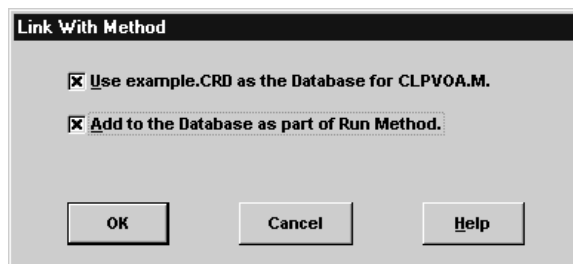 Link With Method
Use example.CRD as the Database for CLPVOA.M.
Add to the Database as part of Run Method.
OK Cancel Help